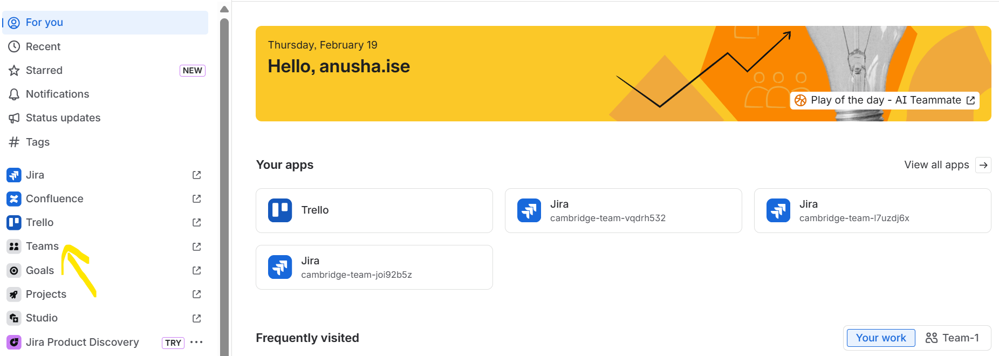 For you
Recent
Starred NEW
Notifications
Status updates
Tags
Jira
Confluence
Trello
Teams
Goals
Projects
Studio
Jira Product Discovery TRY
Thursday, February 19
Hello, anusha.ise
Play of the day - AI Teammate
Your apps
View all apps
Trello
Jira
cambridge-team-vqdrh532
Jira
cambridge-team-l7uzdj6x
Jira
cambridge-team-joi92b5z
Frequently visited
Your work Team-1